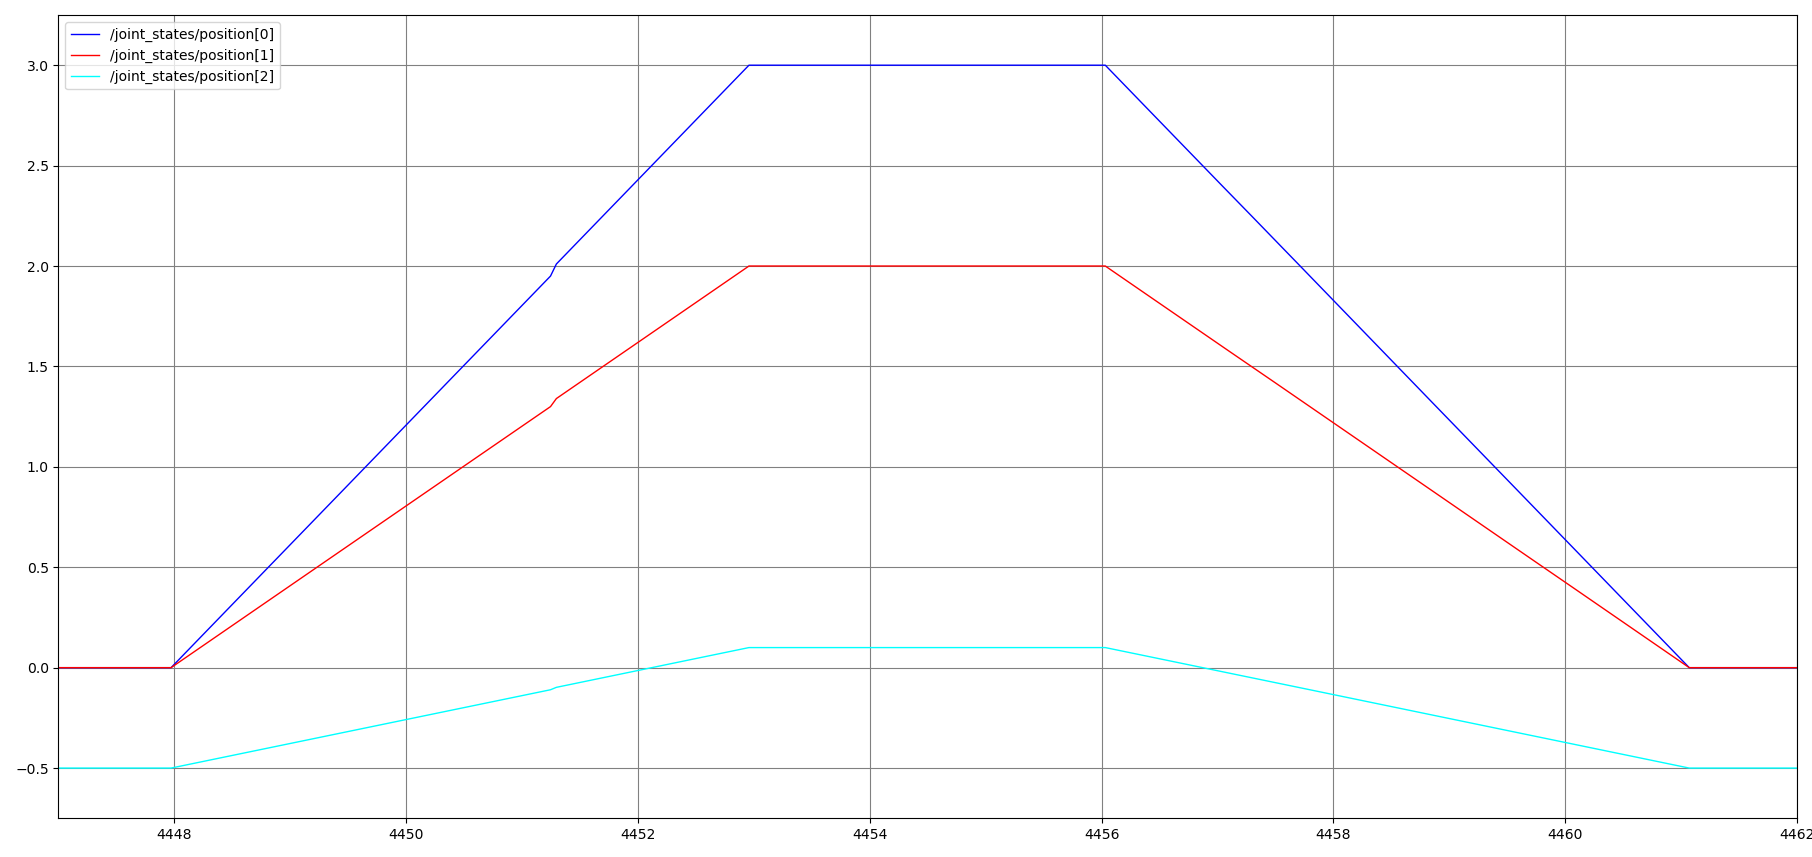 /joint_states/position[0]
/joint_states/position[1]
/joint_states/position[2]
3.0
2.5
2.0
1.5
1.0
0.5
0.0
−0.5
4448 4450 4452 4454 4456 4458 4460 4462